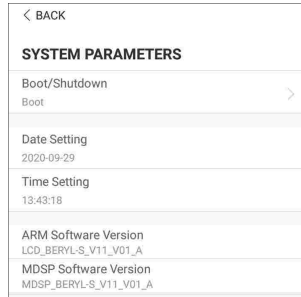 < BACK
SYSTEM PARAMETERS
Boot/Shutdown
Boot
Date Setting
2020-09-29
Time Setting
13:43:18
ARM Software Version
LCD_BERYL-S_V11_V01_A
MDSP Software Version
MDSP_BERYL-S_V11_V01_A